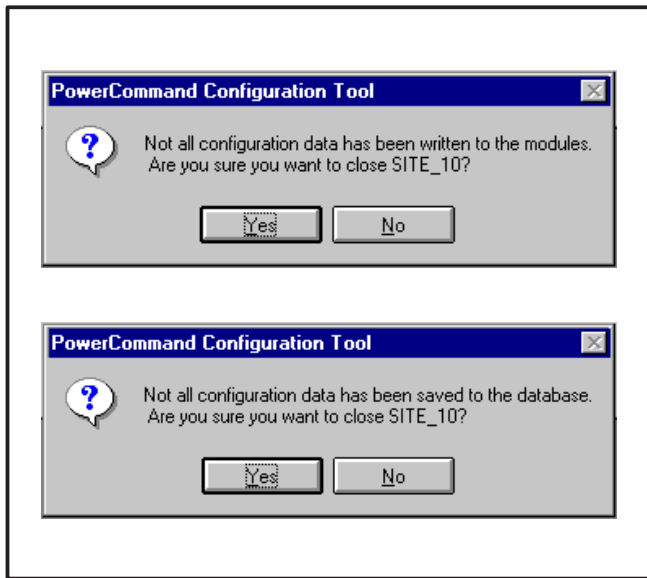 PowerCommand Configuration Tool
?
Not all configuration data has been written to the modules.
Are you sure you want to close SITE_10?
Yes No
PowerCommand Configuration Tool
?
Not all configuration data has been saved to the database.
Are you sure you want to close SITE_10?
Yes No